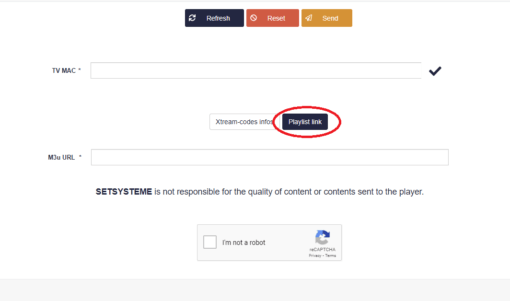 Refresh Reset Send
TV MAC *
Xtream-codes infos Playlist link
M3u URL *
SETSYSTEME is not responsible for the quality of content or contents sent to the player.
I'm not a robot
reCAPTCHA
Privacy - Terms